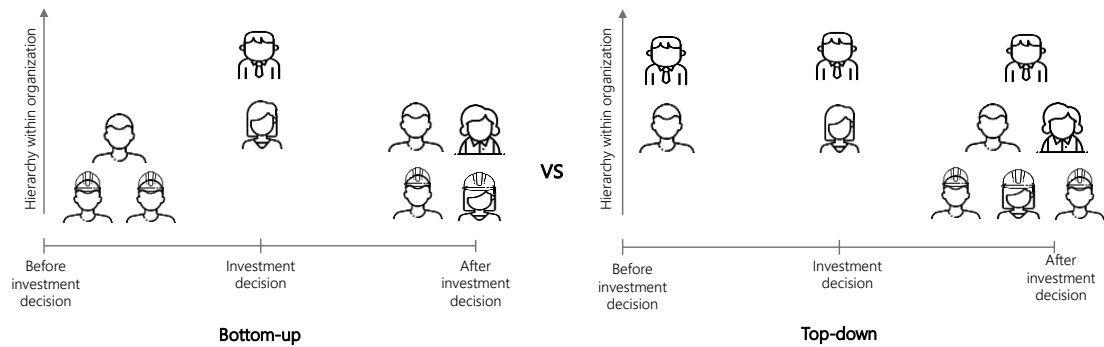 Hierarchy within organization
Before
investment
decision
Investment
decision
After
investment
decision
Bottom-up
VS
Hierarchy within organization
Before
investment
decision
Investment
decision
After
investment
decision
Top-down